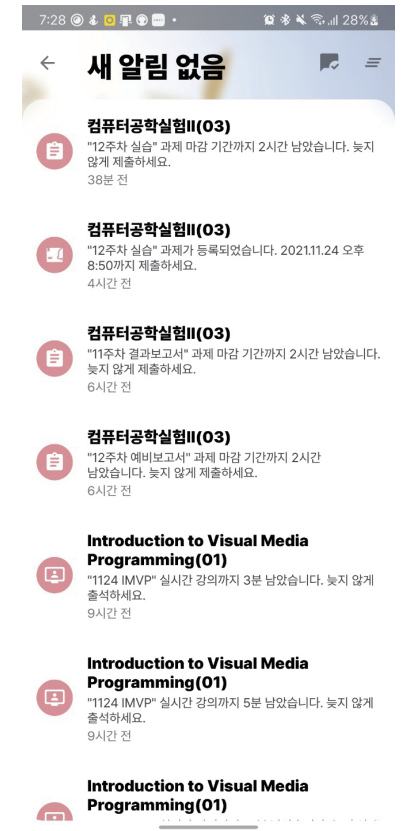 7:28
28%
새 알림 없음
컴퓨터공학실험II(03)
"12주차 실습" 과제 마감 기간까지 2시간 남았습니다. 늦지
않게 제출하세요.
38분 전
컴퓨터공학실험II(03)
"12주차 실습" 과제가 등록되었습니다. 2021.11.24 오후
8:50까지 제출하세요.
4시간 전
컴퓨터공학실험II(03)
"11주차 결과보고서" 과제 마감 기간까지 2시간 남았습니다.
늦지 않게 제출하세요.
6시간 전
컴퓨터공학실험II(03)
"12주차 예비보고서" 과제 마감 기간까지 2시간
남았습니다. 늦지 않게 제출하세요.
6시간 전
Introduction to Visual Media
Programming(01)
"1124 IMVP" 실시간 강의까지 3분 남았습니다. 늦지 않게
출석하세요.
9시간 전
Introduction to Visual Media
Programming(01)
"1124 IMVP" 실시간 강의까지 5분 남았습니다. 늦지 않게
출석하세요.
9시간 전
Introduction to Visual Media
Programming(01)